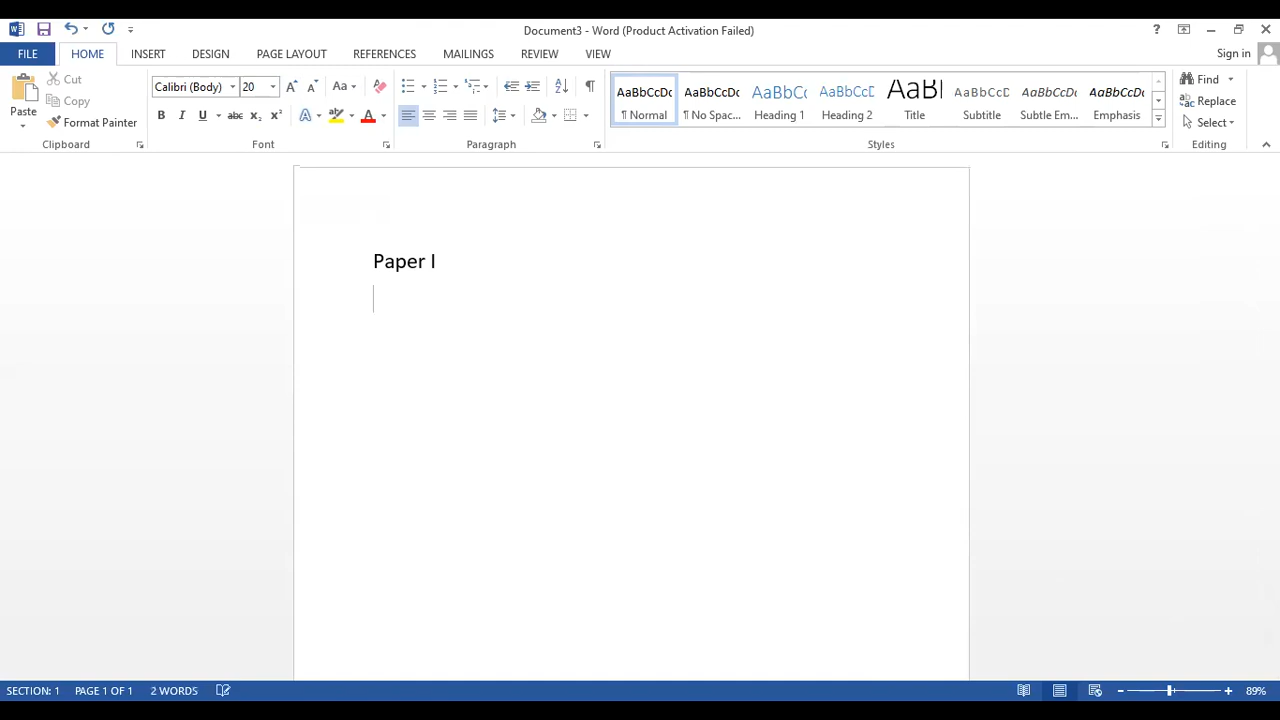 Document3 - Word (Product Activation Failed)
FILE HOME INSERT DESIGN PAGE LAYOUT REFERENCES MAILINGS REVIEW VIEW Sign in
Paste
Cut
Copy
Format Painter
Clipboard
Calibri (Body) 20
Font
Paragraph
AaBbCcDc AaBbCcDc AaBbCc AaBbCcD AaBl AaBbCcD AaBbCcDc AaBbCcDc
¶ Normal ¶ No Spac... Heading 1 Heading 2 Title Subtitle Subtle Em... Emphasis
Styles
Find
Replace
Select
Editing
Paper I
SECTION: 1 PAGE 1 OF 1 2 WORDS 89%